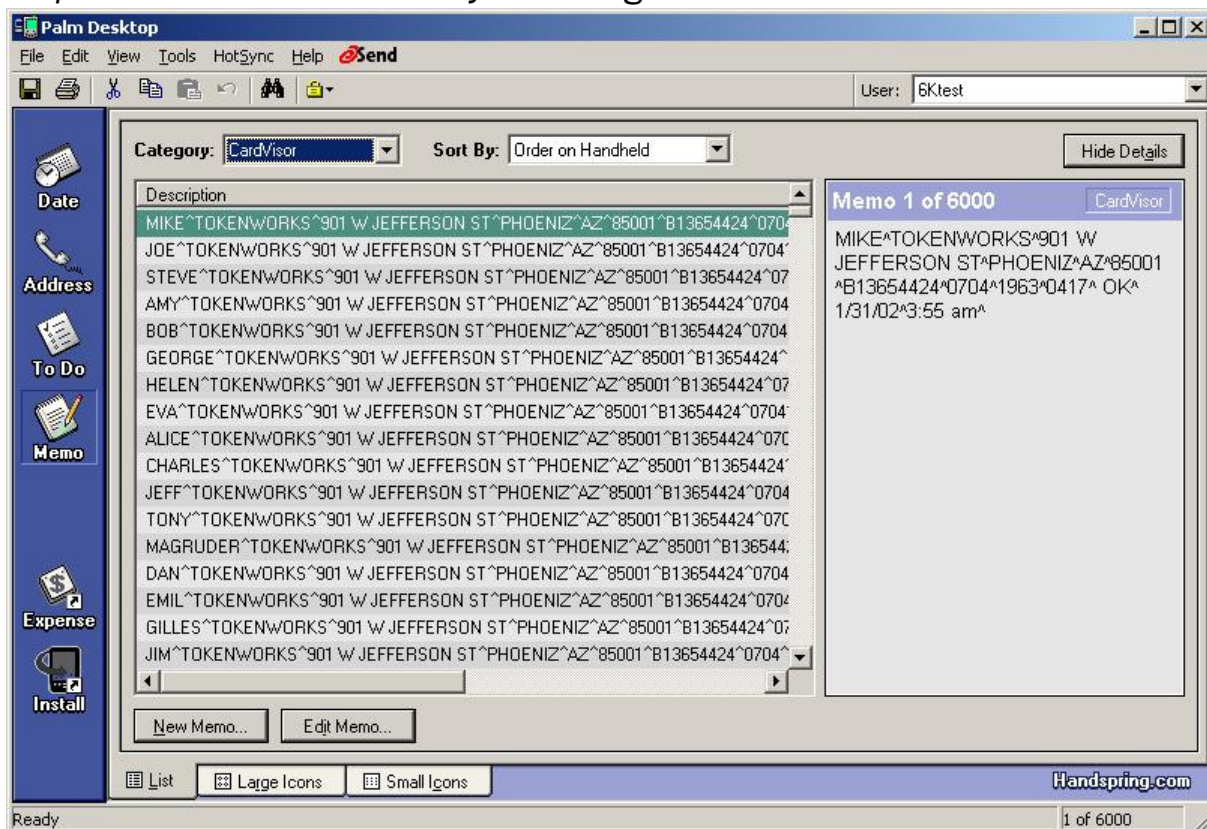 Palm Desktop
File Edit View Tools HotSync Help eSend
User: 6Ktest
Category: CardVisor Sort By: Order on Handheld Hide Details
Date
Address
To Do
Memo
Expense
Install
Description
MIKE^TOKENWORKS^901 W JEFFERSON ST^PHOENIZ^AZ^85001^B13654424^0704
JOE^TOKENWORKS^901 W JEFFERSON ST^PHOENIZ^AZ^85001^B13654424^0704^
STEVE^TOKENWORKS^901 W JEFFERSON ST^PHOENIZ^AZ^85001^B13654424^07
AMY^TOKENWORKS^901 W JEFFERSON ST^PHOENIZ^AZ^85001^B13654424^0704
BOB^TOKENWORKS^901 W JEFFERSON ST^PHOENIZ^AZ^85001^B13654424^0704
GEORGE^TOKENWORKS^901 W JEFFERSON ST^PHOENIZ^AZ^85001^B13654424^
HELEN^TOKENWORKS^901 W JEFFERSON ST^PHOENIZ^AZ^85001^B13654424^07
EVA^TOKENWORKS^901 W JEFFERSON ST^PHOENIZ^AZ^85001^B13654424^0704^
ALICE^TOKENWORKS^901 W JEFFERSON ST^PHOENIZ^AZ^85001^B13654424^070
CHARLES^TOKENWORKS^901 W JEFFERSON ST^PHOENIZ^AZ^85001^B13654424^
JEFF^TOKENWORKS^901 W JEFFERSON ST^PHOENIZ^AZ^85001^B13654424^0704
TONY^TOKENWORKS^901 W JEFFERSON ST^PHOENIZ^AZ^85001^B13654424^070
MAGRUDER^TOKENWORKS^901 W JEFFERSON ST^PHOENIZ^AZ^85001^B136544
DAN^TOKENWORKS^901 W JEFFERSON ST^PHOENIZ^AZ^85001^B13654424^0704
EMIL^TOKENWORKS^901 W JEFFERSON ST^PHOENIZ^AZ^85001^B13654424^0704
GILLES^TOKENWORKS^901 W JEFFERSON ST^PHOENIZ^AZ^85001^B13654424^07
JIM^TOKENWORKS^901 W JEFFERSON ST^PHOENIZ^AZ^85001^B13654424^0704^
Memo 1 of 6000 CardVisor
MIKE^TOKENWORKS^901 W
JEFFERSON ST^PHOENIZ^AZ^85001
^B13654424^0704^1963^0417^ OK^
1/31/02^3:55 am^
New Memo... Edit Memo...
List Large Icons Small Icons Handspring.com
Ready 1 of 6000